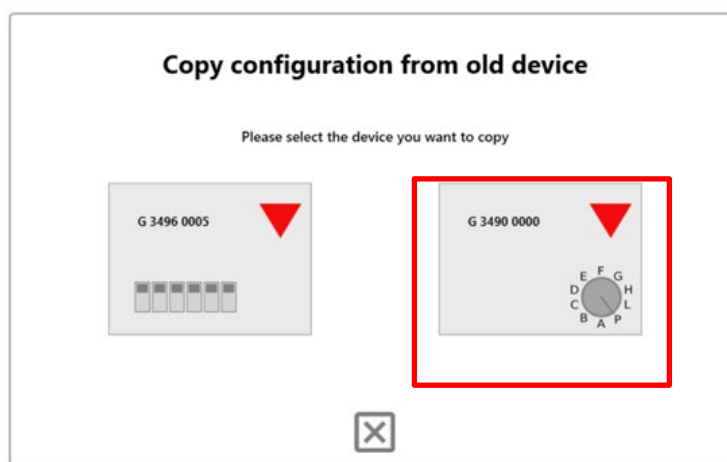 Copy configuration from old device
Please select the device you want to copy
G 3496 0005
G 3490 0000
E F G
D H
C L
B A P